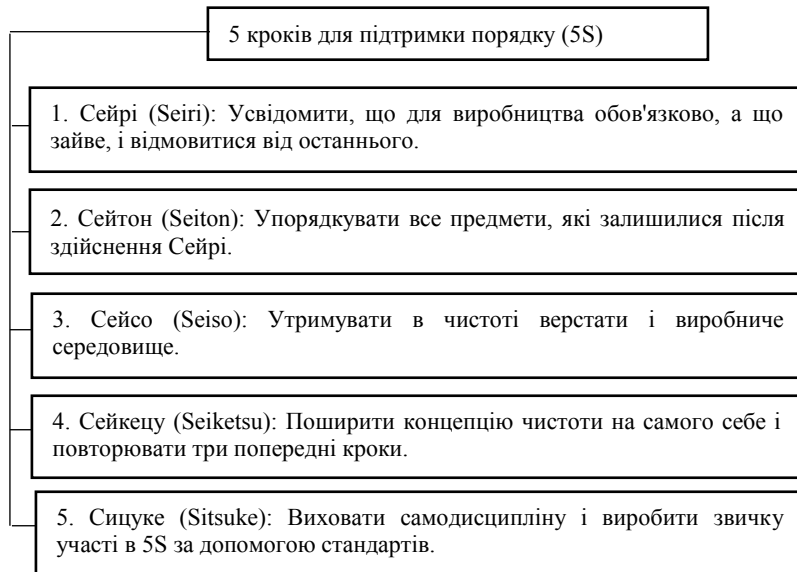 5 кроків для підтримки порядку (5S)
1. Сейрі (Seiri): Усвідомити, що для виробництва обов'язково, а що
зайве, і відмовитися від останнього.
2. Сейтон (Seiton): Упорядкувати все предмети, які залишилися після
здійснення Сейрі.
3. Сейсо (Seiso): Утримувати в чистоті верстати і виробниче
середовище.
4. Сейкецу (Seiketsu): Поширити концепцію чистоти на самого себе і
повторювати три попередні кроки.
5. Сицуке (Sitsuke): Виховати самодисципліну і виробити звичку
участі в 5S за допомогою стандартів.